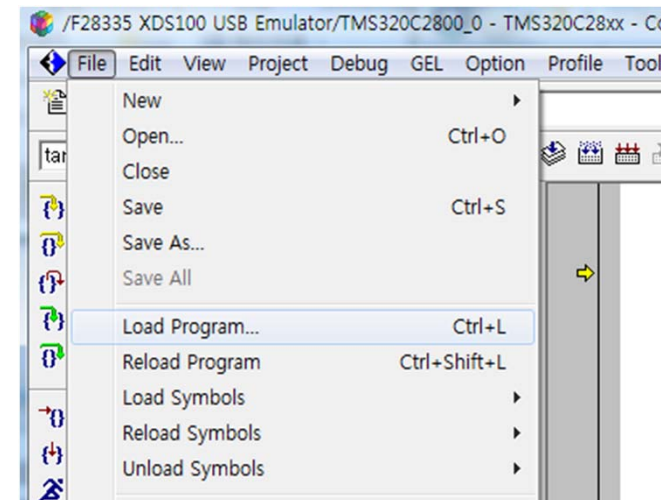 /F28335 XDS100 USB Emulator/TMS320C2800_0 - TMS320C28xx - Co
File Edit View Project Debug GEL Option Profile Tool
New
Open... Ctrl+O
tar
Close
Save Ctrl+S
Save As...
Save All
Load Program... Ctrl+L
Reload Program Ctrl+Shift+L
Load Symbols
Reload Symbols
Unload Symbols